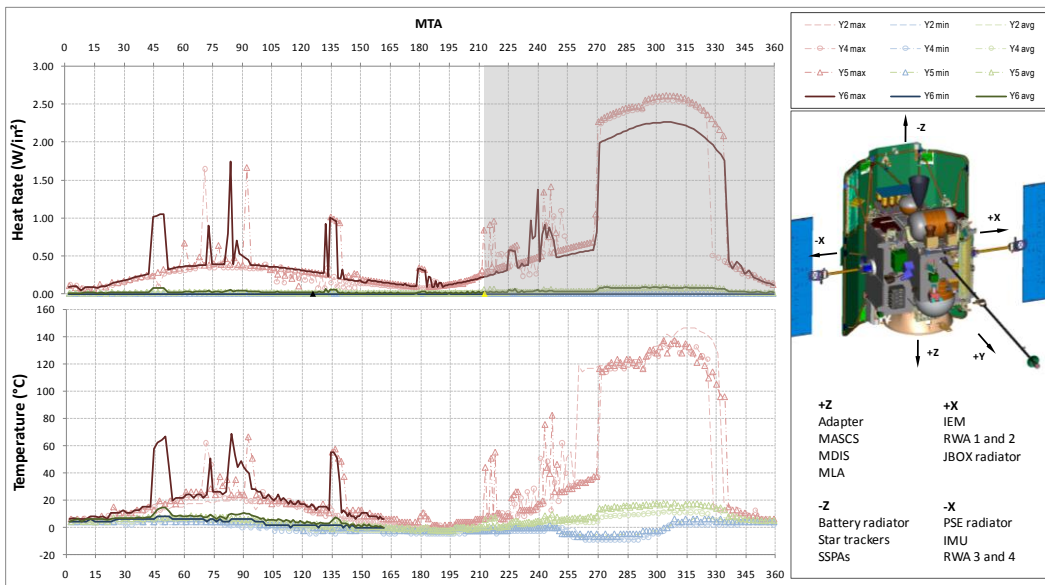 MTA
0 15 30 45 60 75 90 105 120 135 150 165 180 195 210 225 240 255 270 285 300 315 330 345 360
3.00
2.50
2.00
1.50
1.00
0.50
0.00
Heat Rate (W/in²)
160
140
120
100
80
60
40
20
0
-20
Temperature (°C)
0 15 30 45 60 75 90 105 120 135 150 165 180 195 210 225 240 255 270 285 300 315 330 345 360
Y2 max Y2 min Y2 avg
Y4 max Y4 min Y4 avg
Y5 max Y5 min Y5 avg
Y6 max Y6 min Y6 avg
-Z
+X
-X
+Y
+Z
+Z
Adapter
MASCS
MDIS
MLA
+X
IEM
RWA 1 and 2
JBOX radiator
-Z
Battery radiator
Star trackers
SSPAs
-X
PSE radiator
IMU
RWA 3 and 4